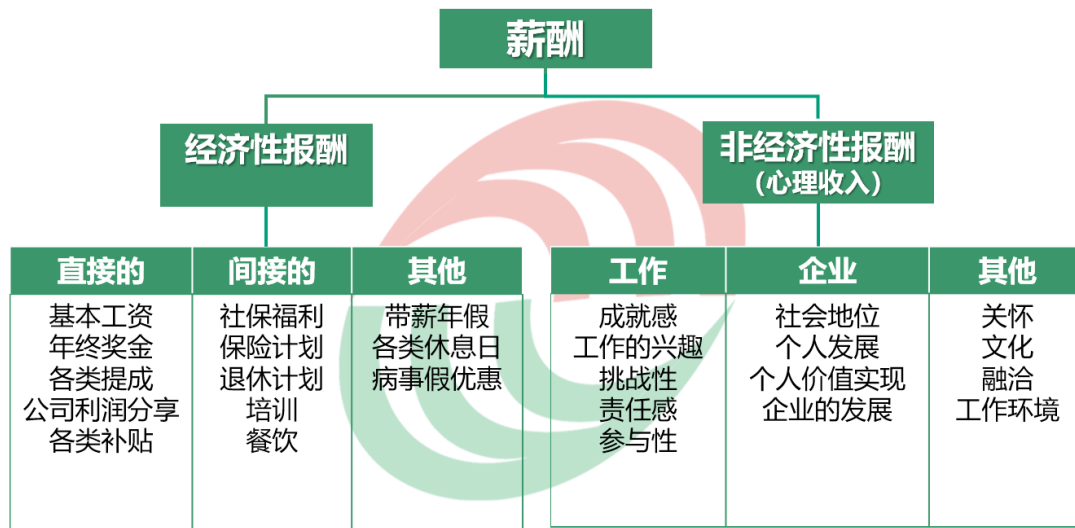 薪酬
经济性报酬
非经济性报酬
（心理收入）
直接的
基本工资
年终奖金
各类提成
公司利润分享
各类补贴
间接的
社保福利
保险计划
退休计划
培训
餐饮
其他
带薪年假
各类休息日
病事假优惠
工作
成就感
工作的兴趣
挑战性
责任感
参与性
企业
社会地位
个人发展
个人价值实现
企业的发展
其他
关怀
文化
融洽
工作环境